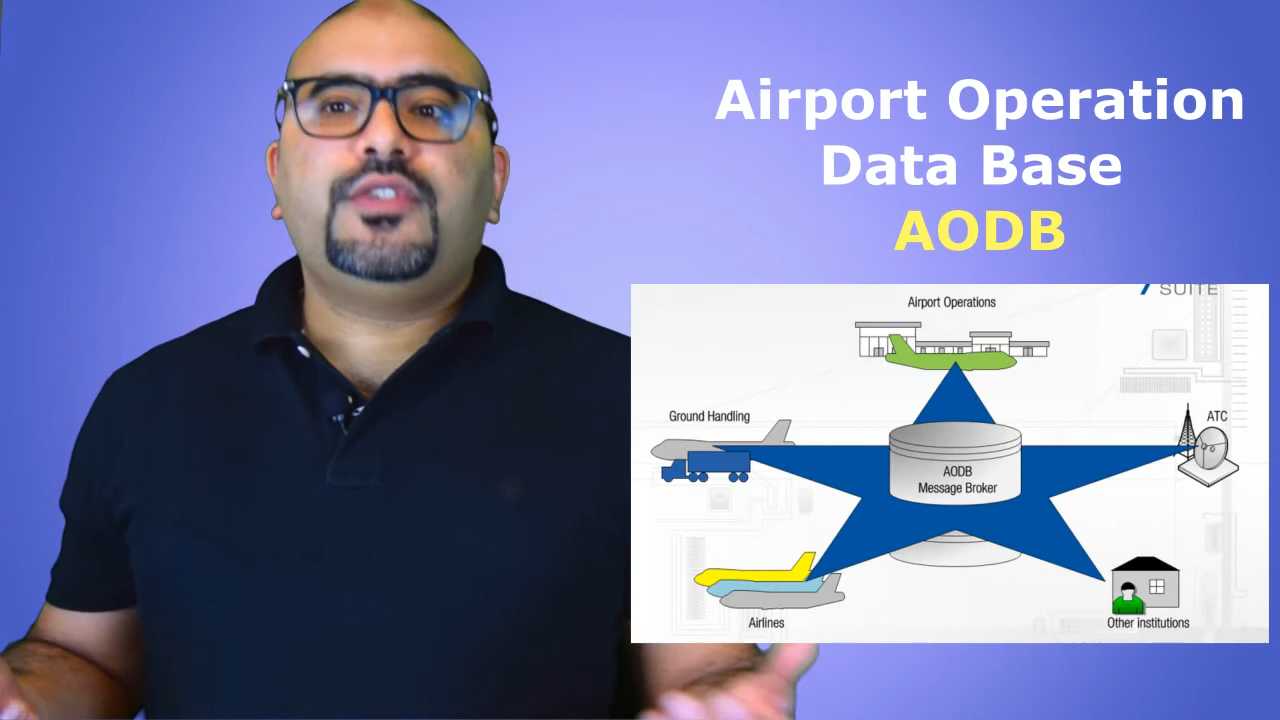 Airport Operation
Data Base
AODB
SUITE
Airport Operations
Ground Handling
ATC
AODB
Message Broker
Airlines
Other institutions